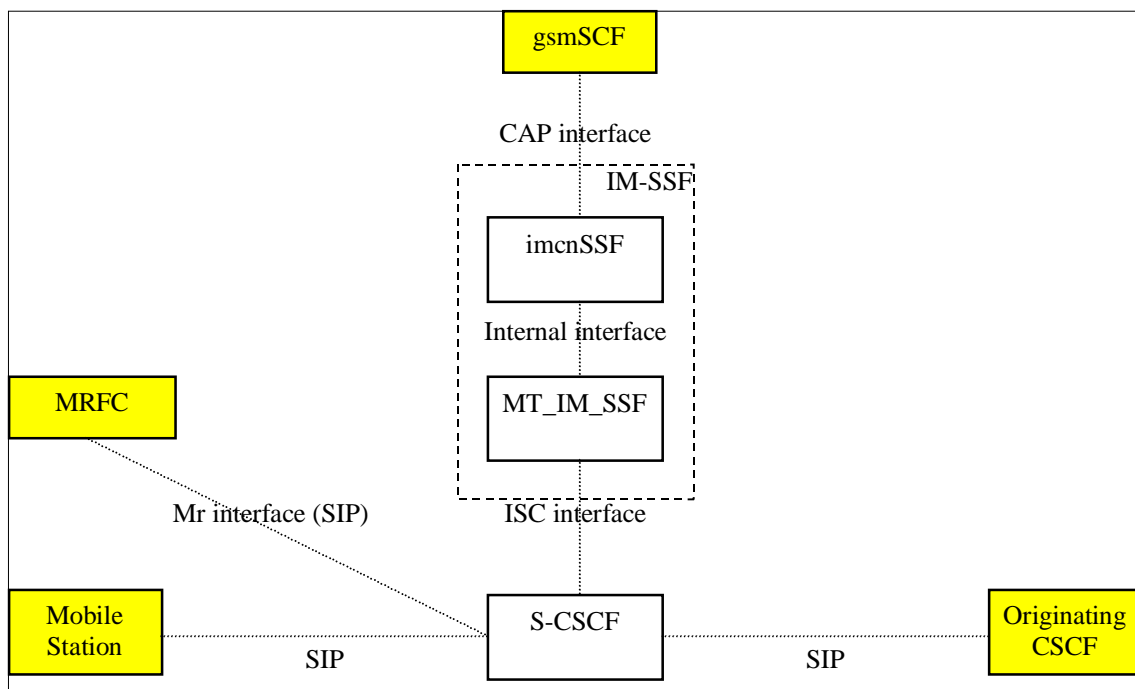 gsmSCF
CAP interface
IM-SSF
imcnSSF
Internal interface
MRFC
MT_IM_SSF
Mr interface (SIP)
ISC interface
Mobile
Station
SIP
S-CSCF
SIP
Originating
CSCF